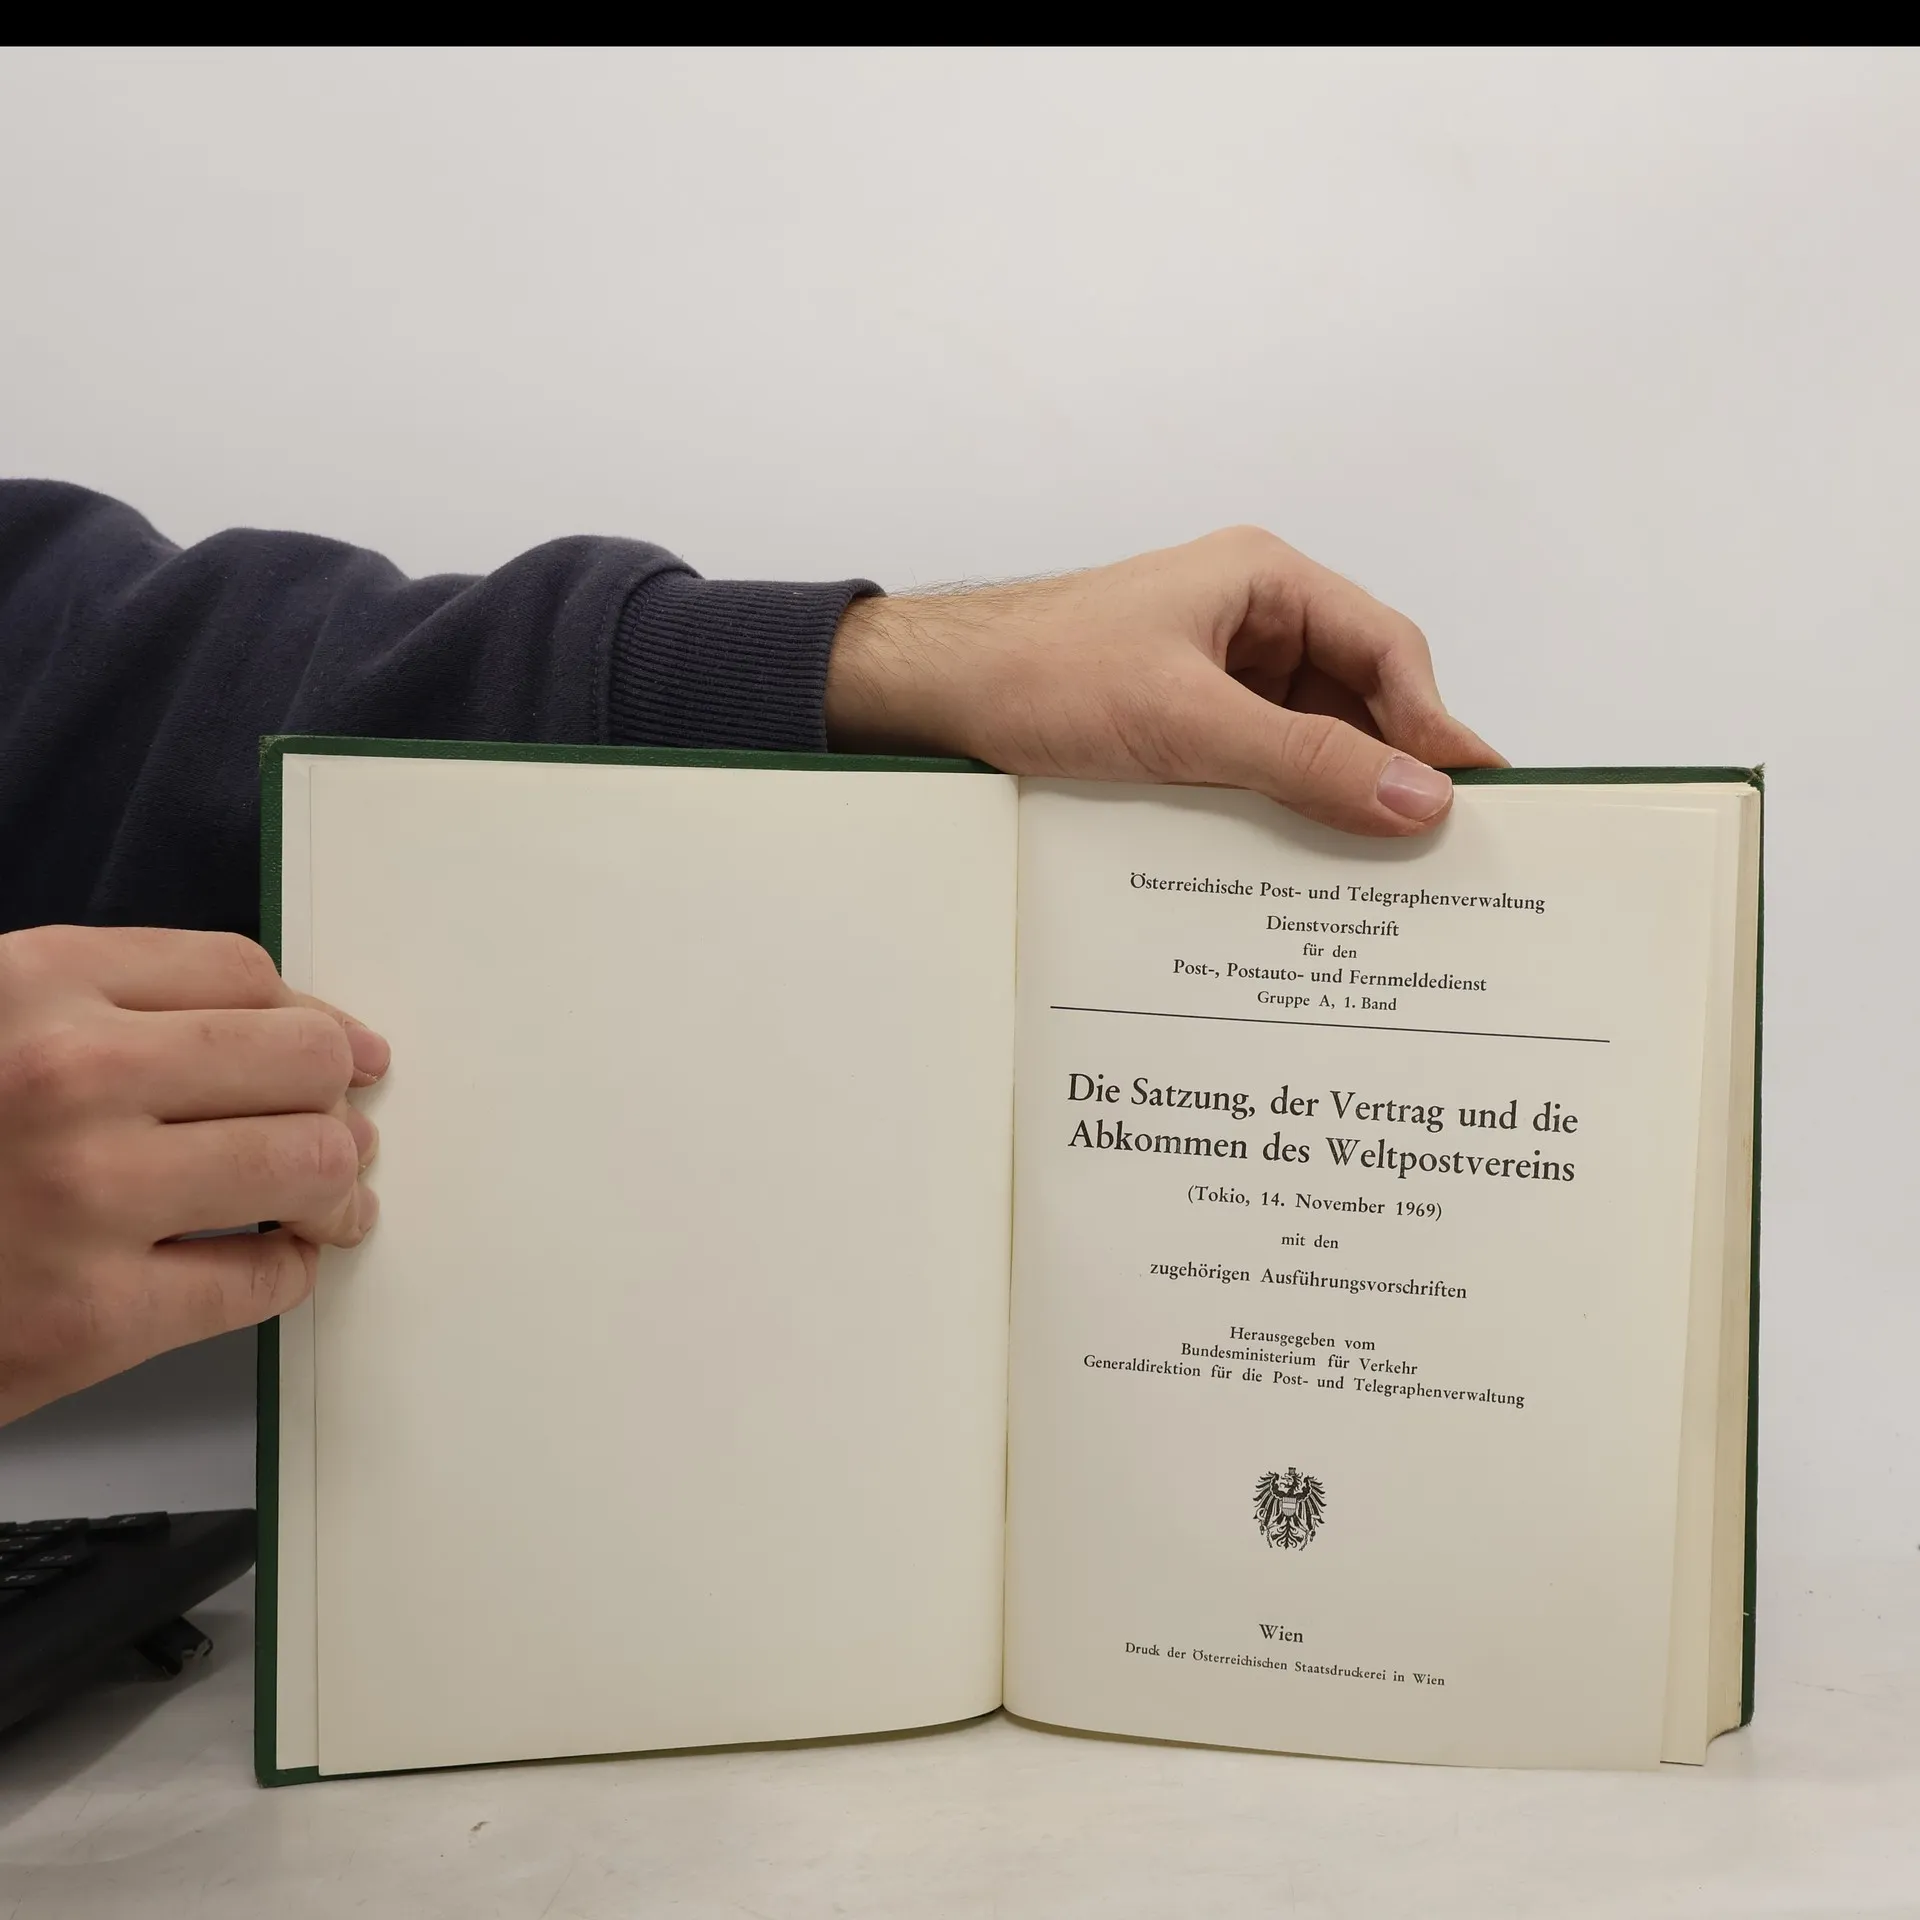 Österreichische Post- und Telegraphenverwaltung
Dienstvorschrift
für den
Post-, Postauto- und Fernmeldedienst
Gruppe A, 1. Band
Die Satzung, der Vertrag und die
Abkommen des Weltpostvereins
(Tokio, 14. November 1969)
mit den
zugehörigen Ausführungsvorschriften
Herausgegeben vom
Bundesministerium für Verkehr
Generaldirektion für die Post- und Telegraphenverwaltung
Wien
Druck der Österreichischen Staatsdruckerei in Wien